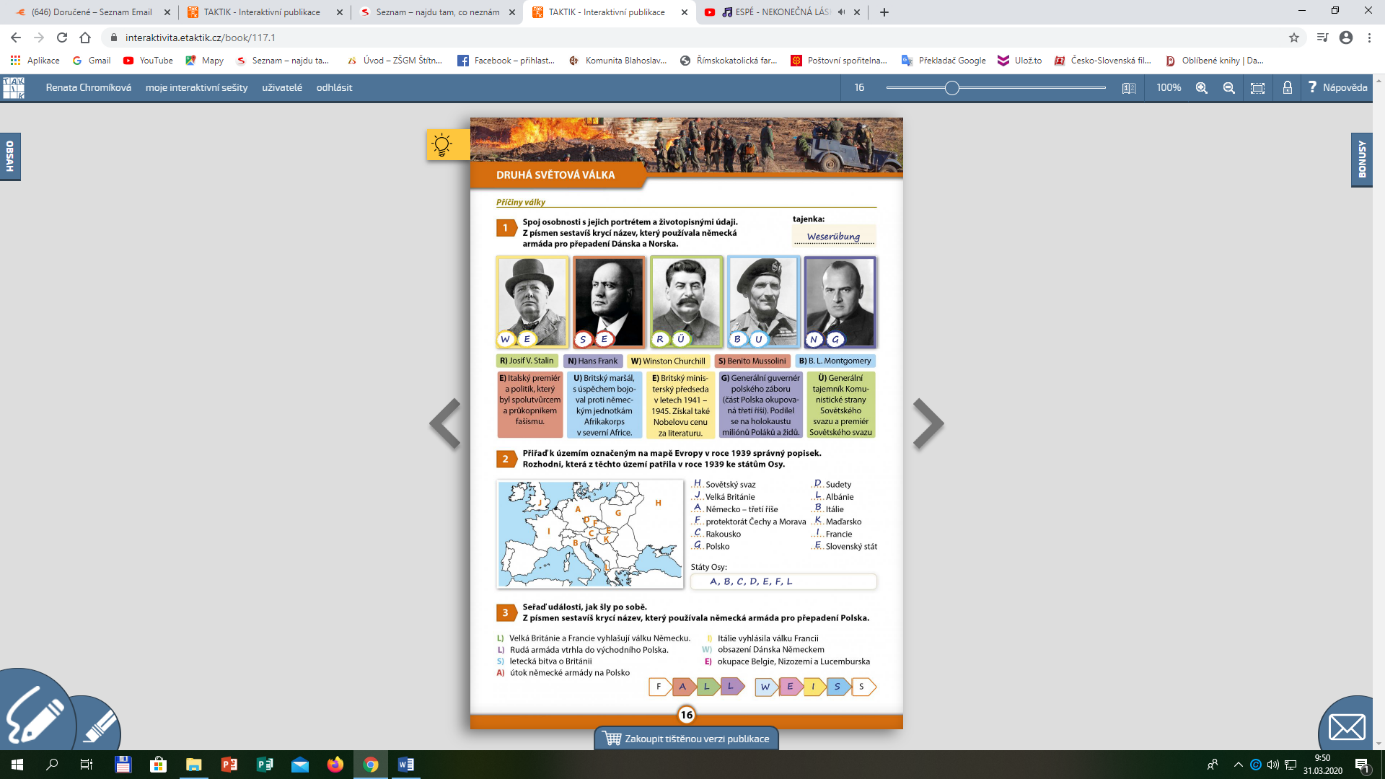 (646) Doručené – Seznam Email
TAKTIK - Interaktivní publikace
Seznam – najdu tam, co neznám
TAKTIK - Interaktivní publikace
ESPÉ - NEKONEČNÁ LÁS
interaktivita.etaktik.cz/book/117.1
Aplikace
Gmail
YouTube
Mapy
Seznam – najdu ta...
Úvod – ZŠGM Štítn...
Facebook – přihlast...
Komunita Blahoslav...
Římskokatolická far...
Poštovní spořitelna...
Překladač Google
Ulož.to
Česko-Slovenská fil...
Oblíbené knihy | Da...
Renata Chromíková
moje interaktivní sešity
uživatelé
odhlásit
16
100%
? Nápověda
OBSAH
BONUSY
DRUHÁ SVĚTOVÁ VÁLKA
Příčiny války
1
Spoj osobnosti s jejich portrétem a životopisnými údaji.
Z písmen sestavíš krycí název, který používala německá
armáda pro přepadení Dánska a Norska.
tajenka:
Weserübung
W E
S E
R Ü
B U
N G
R) Josif V. Stalin
N) Hans Frank
W) Winston Churchill
S) Benito Mussolini
B) B. L. Montgomery
E) Italský premiér
a politik, který
byl spolutvůrcem
a průkopníkem
fašismu.
U) Britský maršál,
s úspěchem bojo-
val proti němec-
kým jednotkám
Afrikakorps
v severní Africe.
E) Britský minis-
terský předseda
v letech 1941 –
1945. Získal také
Nobelovu cenu
za literaturu.
G) Generální guvernér
polského záboru
(část Polska okupova-
ná třetí říší). Podílel
se na holokaustu
miliónů Poláků a židů.
Ü) Generální
tajemník Komu-
nistické strany
Sovětského
svazu a premiér
Sovětského svazu
2
Přiřaď k územím označeným na mapě Evropy v roce 1939 správný popisek.
Rozhodni, která z těchto území patřila v roce 1939 ke státům Osy.
J
A
H
G
D
F
I
C
E
B
K
L
H Sovětský svaz
J Velká Británie
A Německo – třetí říše
F protektorát Čechy a Morava
C Rakousko
G Polsko
D Sudety
L Albánie
B Itálie
K Maďarsko
I Francie
E Slovenský stát
Státy Osy:
A, B, C, D, E, F, L
3
Seřaď události, jak šly po sobě.
Z písmen sestavíš krycí název, který používala německá armáda pro přepadení Polska.
L) Velká Británie a Francie vyhlašují válku Německu.
L) Rudá armáda vtrhla do východního Polska.
S) letecká bitva o Británii
A) útok německé armády na Polsko
I) Itálie vyhlásila válku Francii
W) obsazení Dánska Německem
E) okupace Belgie, Nizozemí a Lucemburska
F A L L W E I S S
16
Zakoupit tištěnou verzi publikace
9:50
31.03.2020
1